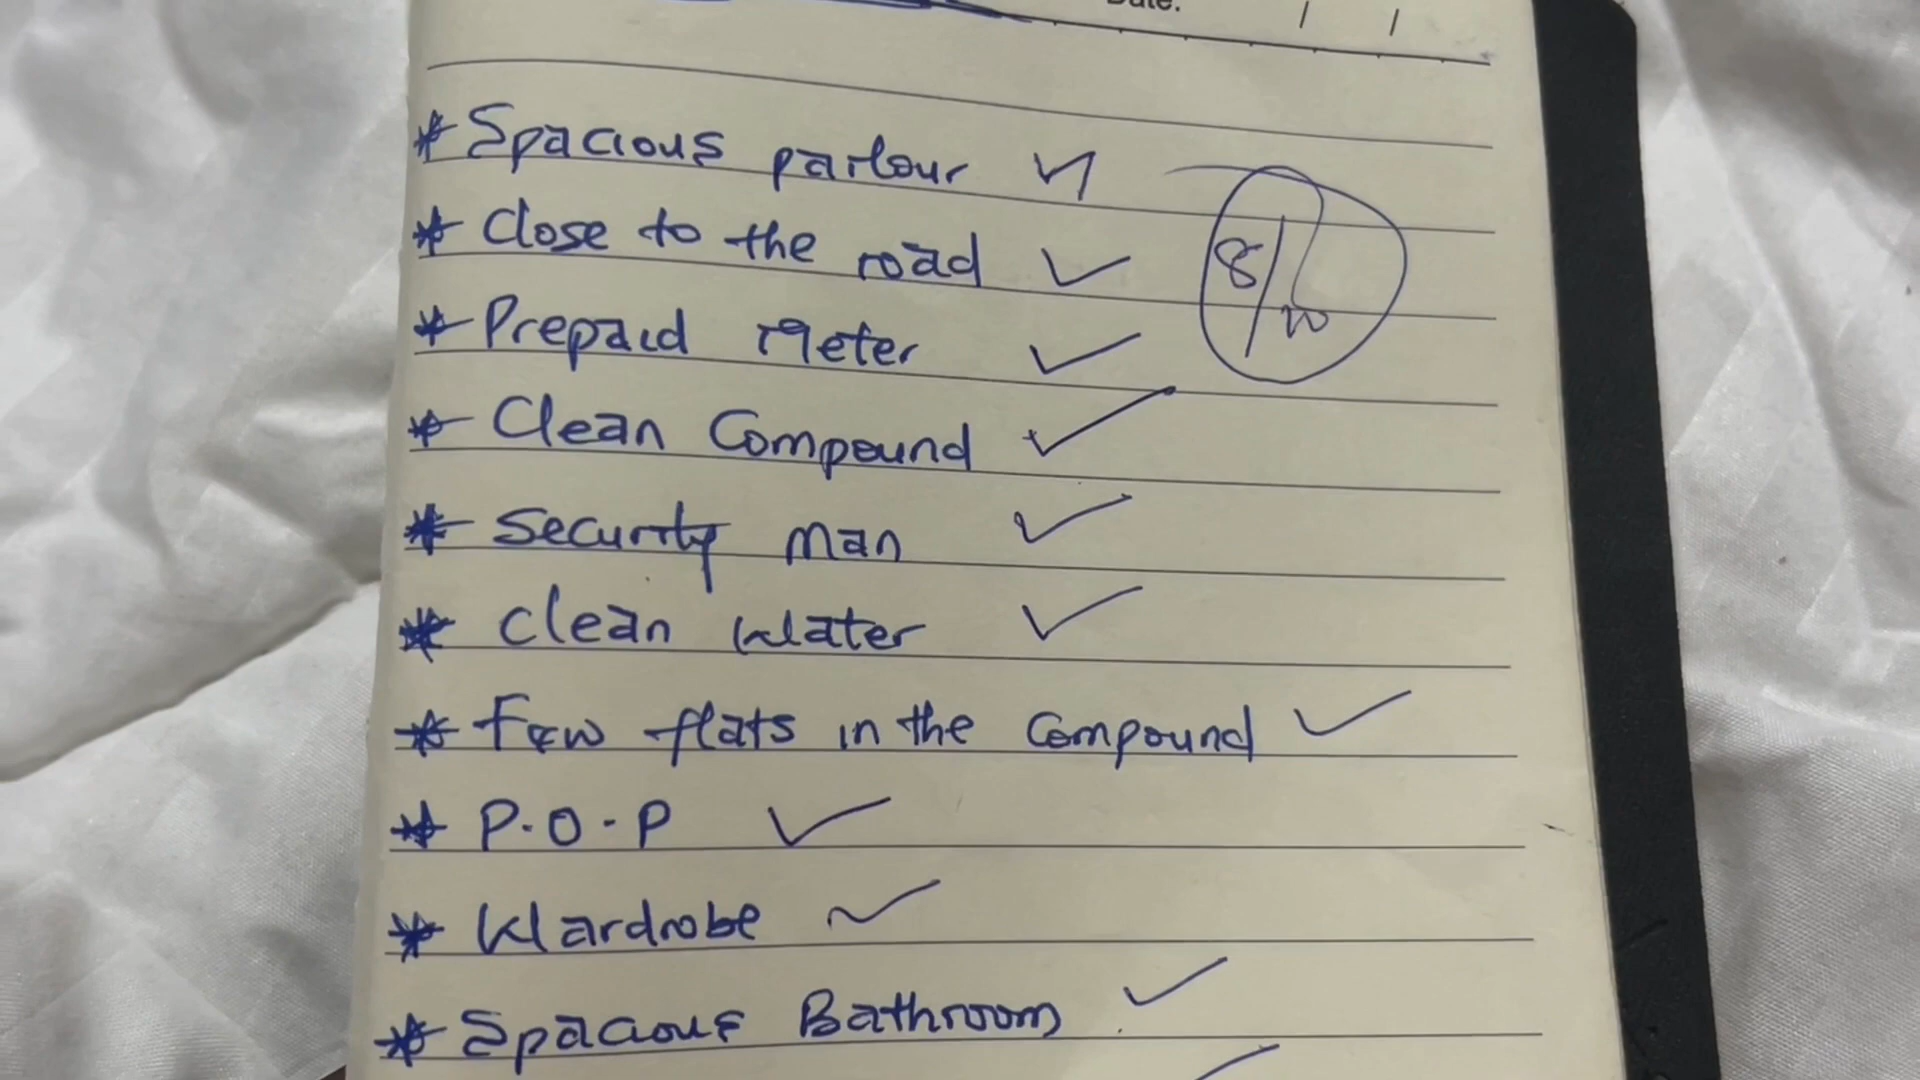 Date: / /
* Spacious parlour ✓
* Close to the road ✓
8/10
* Prepaid Meter ✓
* Clean Compound ✓
* Security man ✓
* Clean Water ✓
* Few flats in the Compound ✓
* P.O.P ✓
* Wardrobe ✓
* Spacious Bathroom ✓